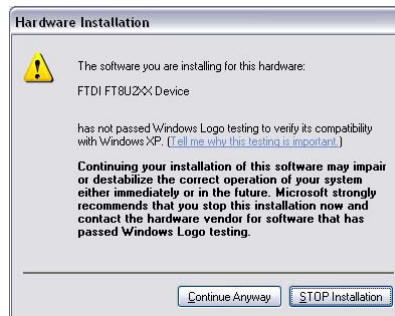 Hardware Installation
The software you are installing for this hardware:
FTDI FT8U2XX Device
has not passed Windows Logo testing to verify its compatibility
with Windows XP. (Tell me why this testing is important.)
Continuing your installation of this software may impair
or destabilize the correct operation of your system
either immediately or in the future. Microsoft strongly
recommends that you stop this installation now and
contact the hardware vendor for software that has
passed Windows Logo testing.
Continue Anyway
STOP Installation